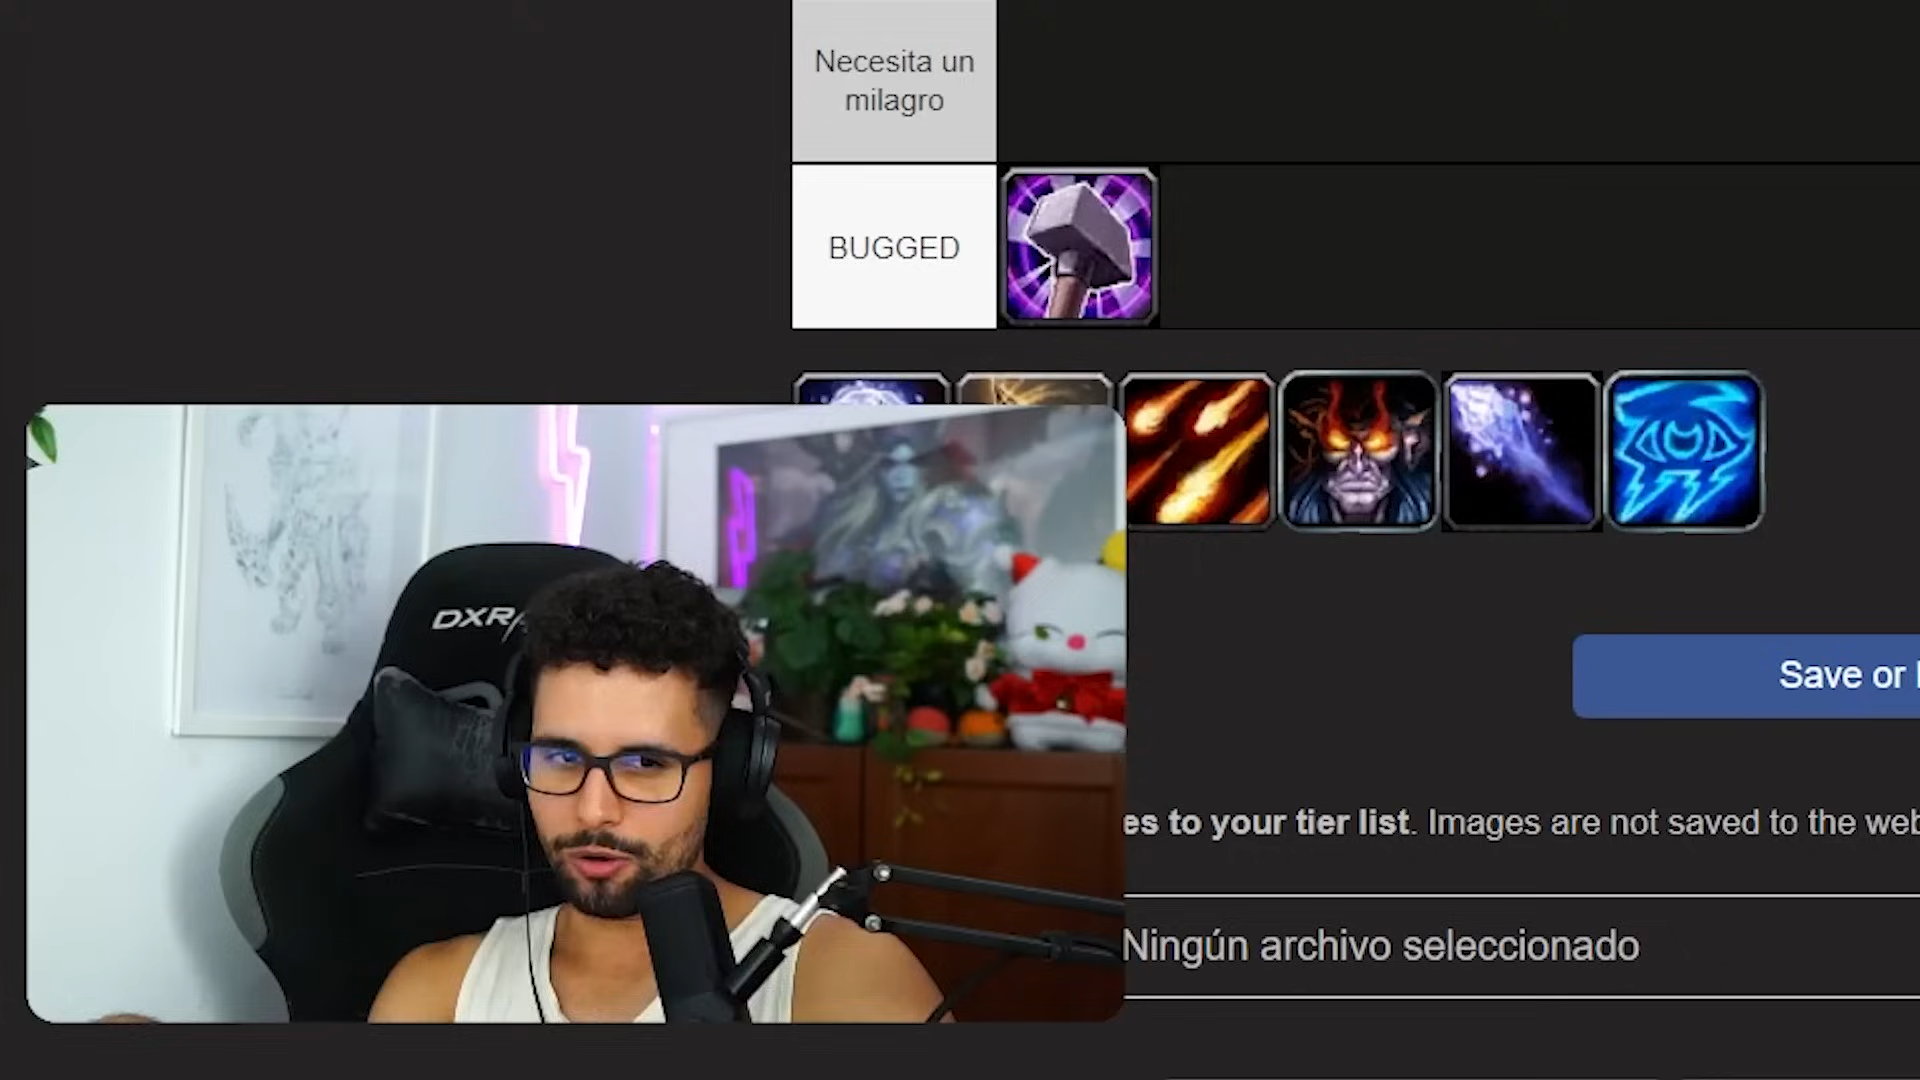 Necesita un
milagro
BUGGED
DXR
Save or
es to your tier list. Images are not saved to the web
Ningún archivo seleccionado